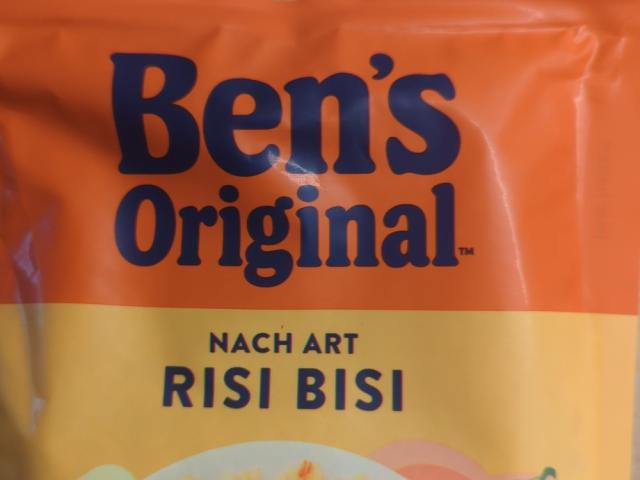 Ben's
Original™
NACH ART
RISI BISI